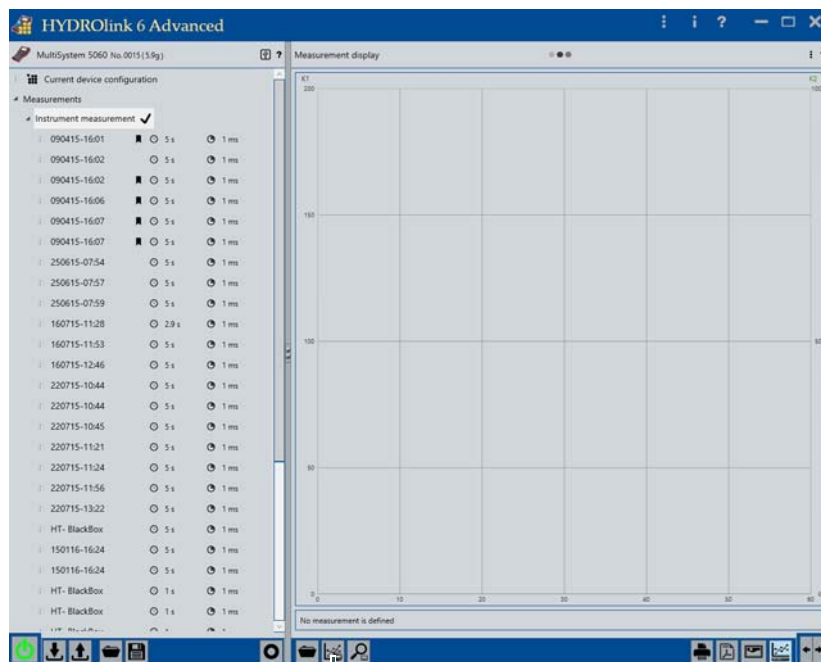 HYDROlink 6 Advanced
MultiSystem 5060 No.0015 (5.9g) ?
Measurement display
Current device configuration
Measurements
Instrument measurement
090415-16:01 5 s 1 ms
090415-16:02 5 s 1 ms
090415-16:02 5 s 1 ms
090415-16:06 5 s 1 ms
090415-16:07 5 s 1 ms
090415-16:07 5 s 1 ms
250615-07:54 5 s 1 ms
250615-07:57 5 s 1 ms
250615-07:59 5 s 1 ms
160715-11:28 2.9 s 1 ms
160715-11:53 5 s 1 ms
160715-12:46 5 s 1 ms
220715-10:44 5 s 1 ms
220715-10:44 5 s 1 ms
220715-10:45 5 s 1 ms
220715-11:21 5 s 1 ms
220715-11:24 5 s 1 ms
220715-11:56 5 s 1 ms
220715-13:22 5 s 1 ms
HT- BlackBox 5 s 1 ms
150116-16:24 5 s 1 ms
150116-16:24 5 s 1 ms
HT- BlackBox 1 s 1 ms
HT- BlackBox 1 s 1 ms
K1 K2
200
150
100
50
0
0 10 20 30 40 50 60
No measurement is defined